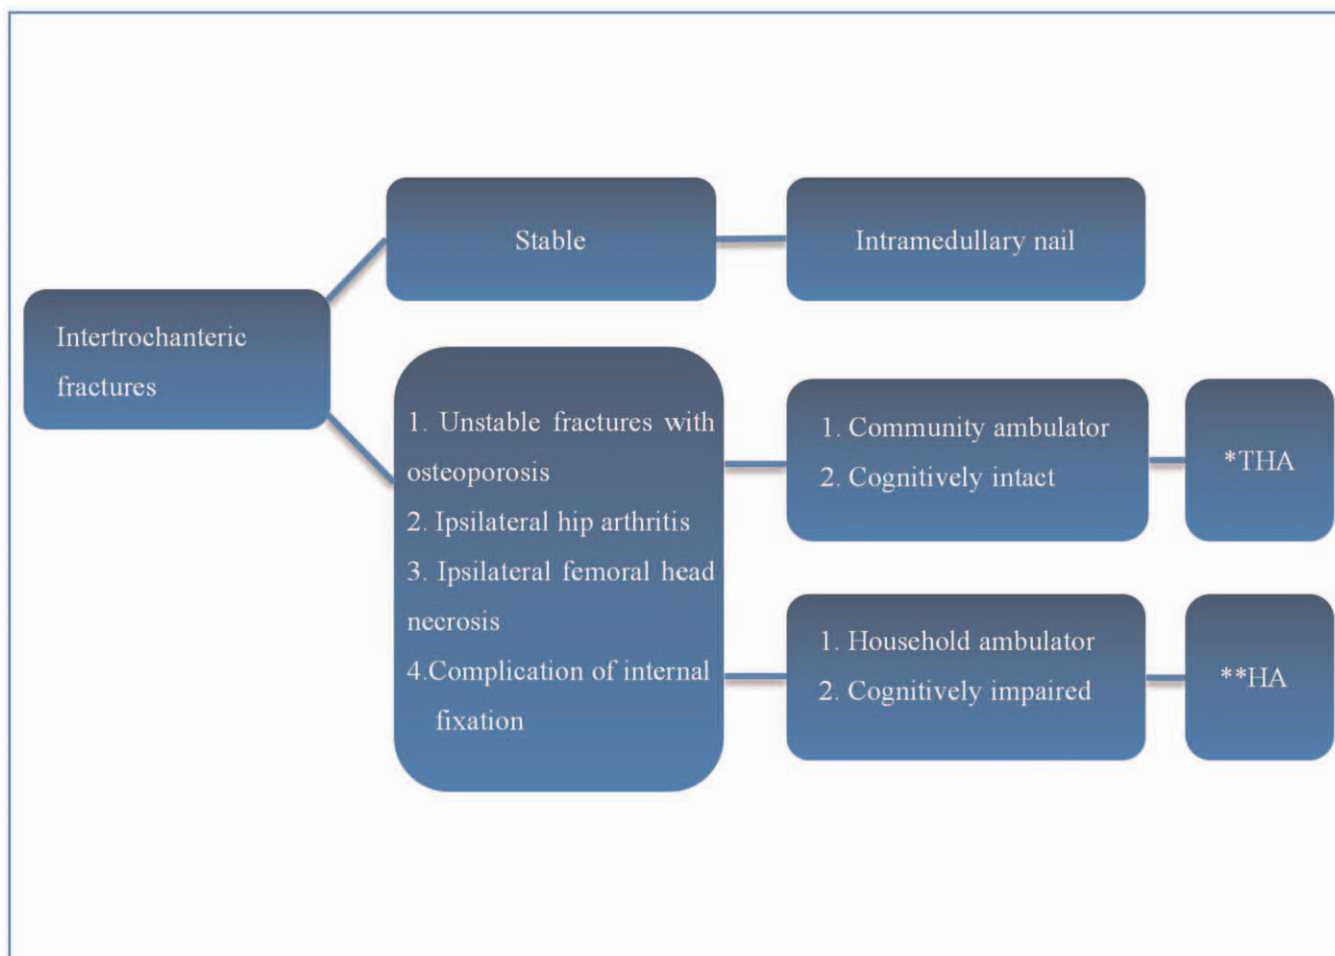 Intertrochanteric
fractures
Stable
Intramedullary nail
1. Unstable fractures with
osteoporosis
2. Ipsilateral hip arthritis
3. Ipsilateral femoral head
necrosis
4.Complication of internal
fixation
1. Community ambulator
2. Cognitively intact
*THA
1. Household ambulator
2. Cognitively impaired
**HA